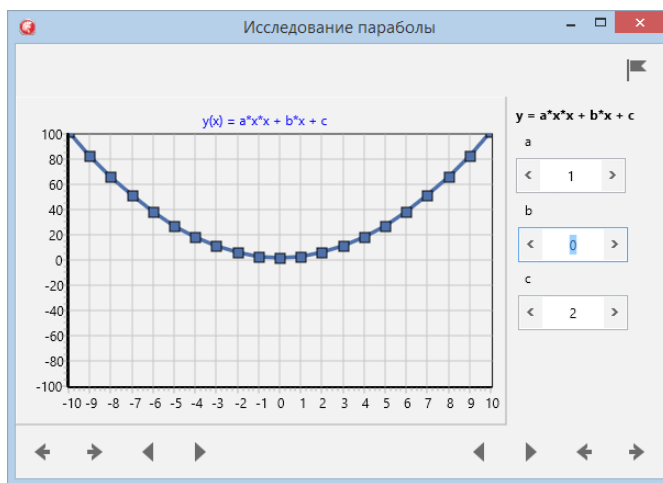 Исследование параболы
y(x) = a*x*x + b*x + c
100
80
60
40
20
0
-20
-40
-60
-80
-100
-10 -9 -8 -7 -6 -5 -4 -3 -2 -1 0 1 2 3 4 5 6 7 8 9 10
y = a*x*x + b*x + c
a
1
b
0
c
2